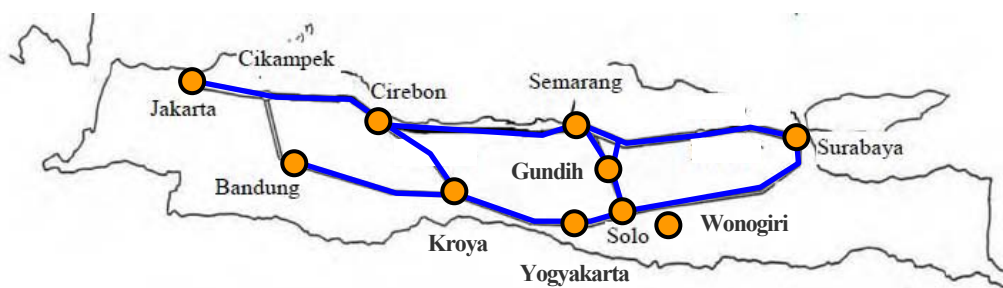 Cikampek
Jakarta
Cirebon
Semarang
Surabaya
Bandung
Gundih
Kroya
Solo
Wonogiri
Yogyakarta